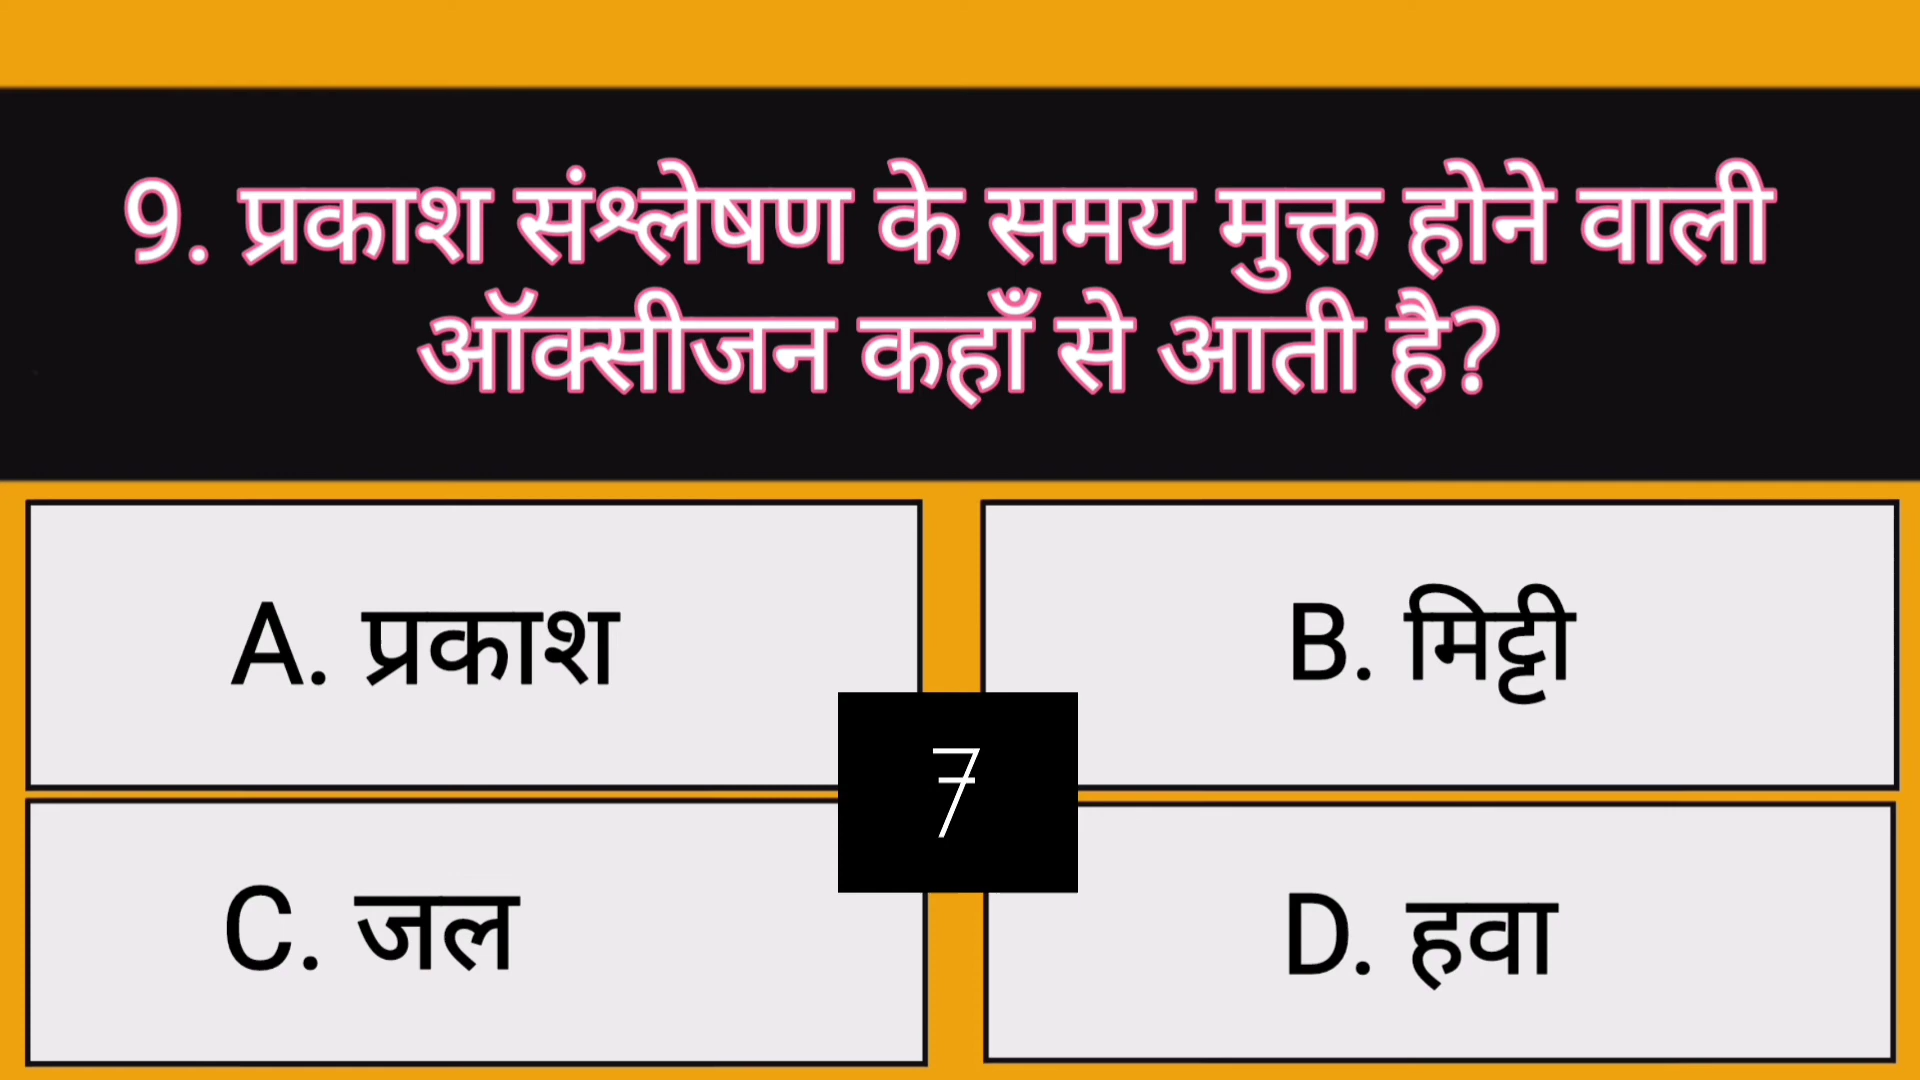 9. प्रकाश संश्लेषण के समय मुक्त होने वाली
ऑक्सीजन कहाँ से आती है?
A. प्रकाश
B. मिट्टी
7
C. जल
D. हवा